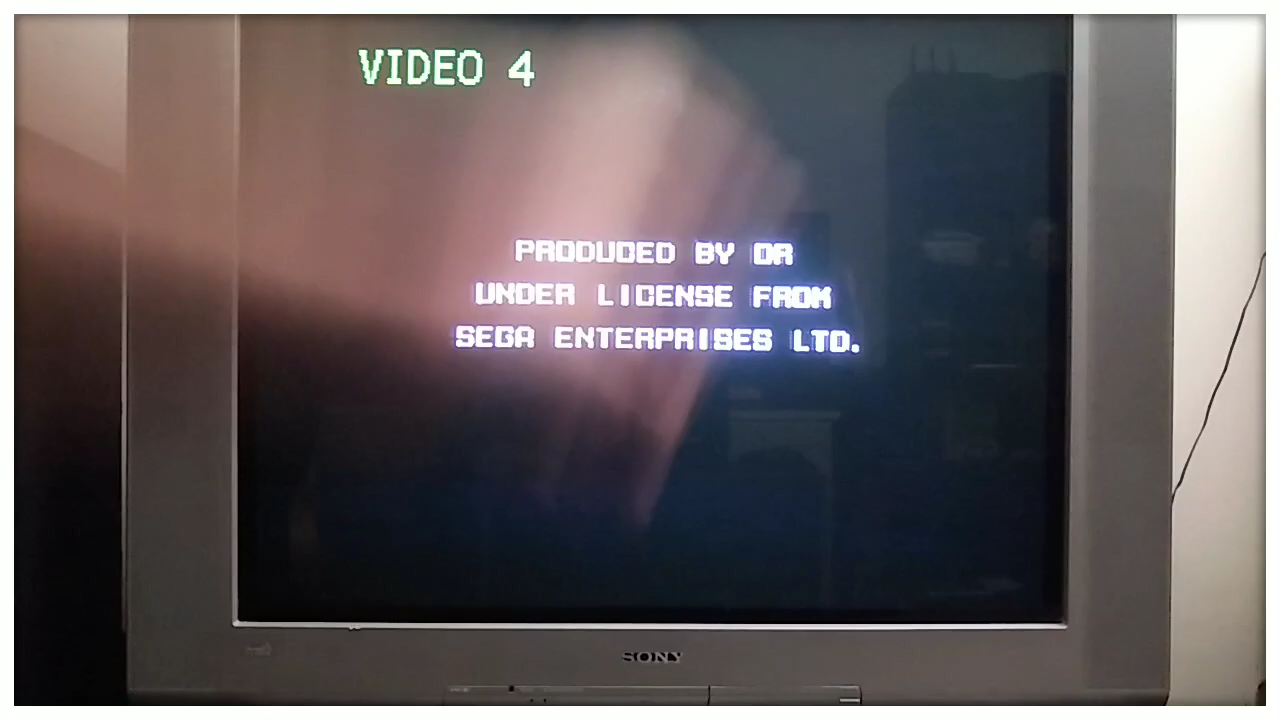 VIDEO 4
PRODUCED BY OR
UNDER LICENSE FROM
SEGA ENTERPRISES LTD.
SONY